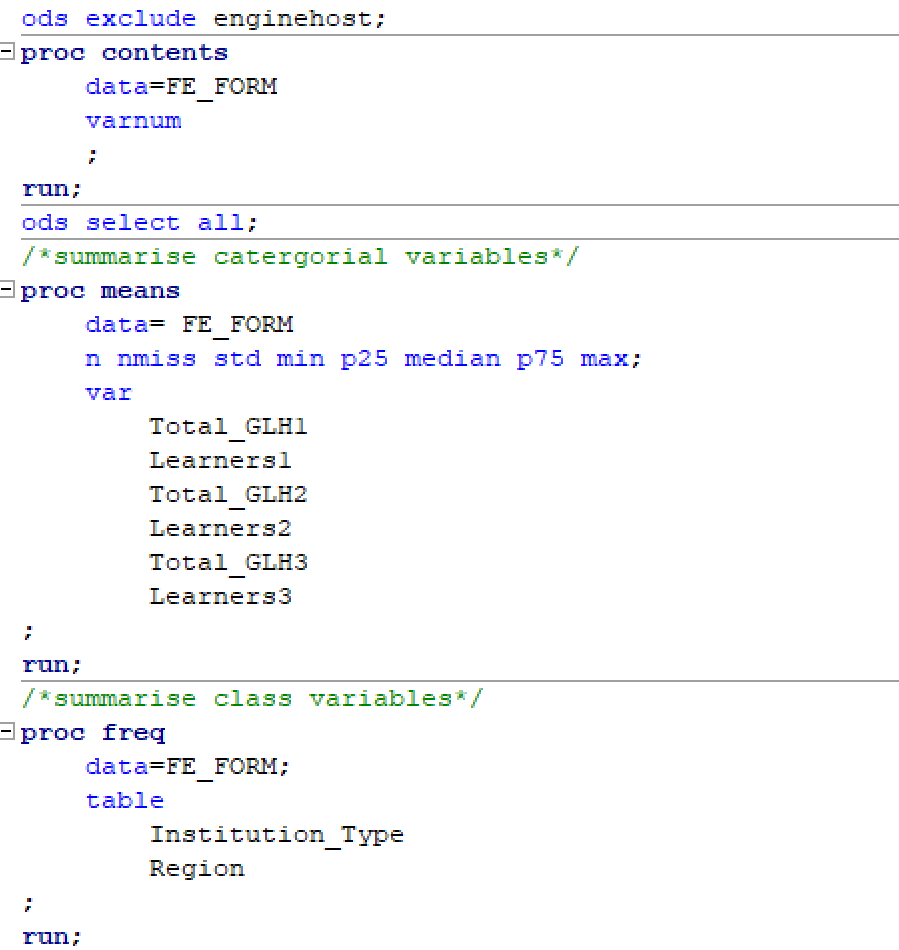 ods exclude enginehost;
proc contents
data=FE_FORM
varnum
;
run;
ods select all;
/*summarise catergorial variables*/
proc means
data= FE_FORM
n nmiss std min p25 median p75 max;
var
Total_GLH1
Learners1
Total_GLH2
Learners2
Total_GLH3
Learners3
;
run;
/*summarise class variables*/
proc freq
data=FE_FORM;
table
Institution_Type
Region
;
run;